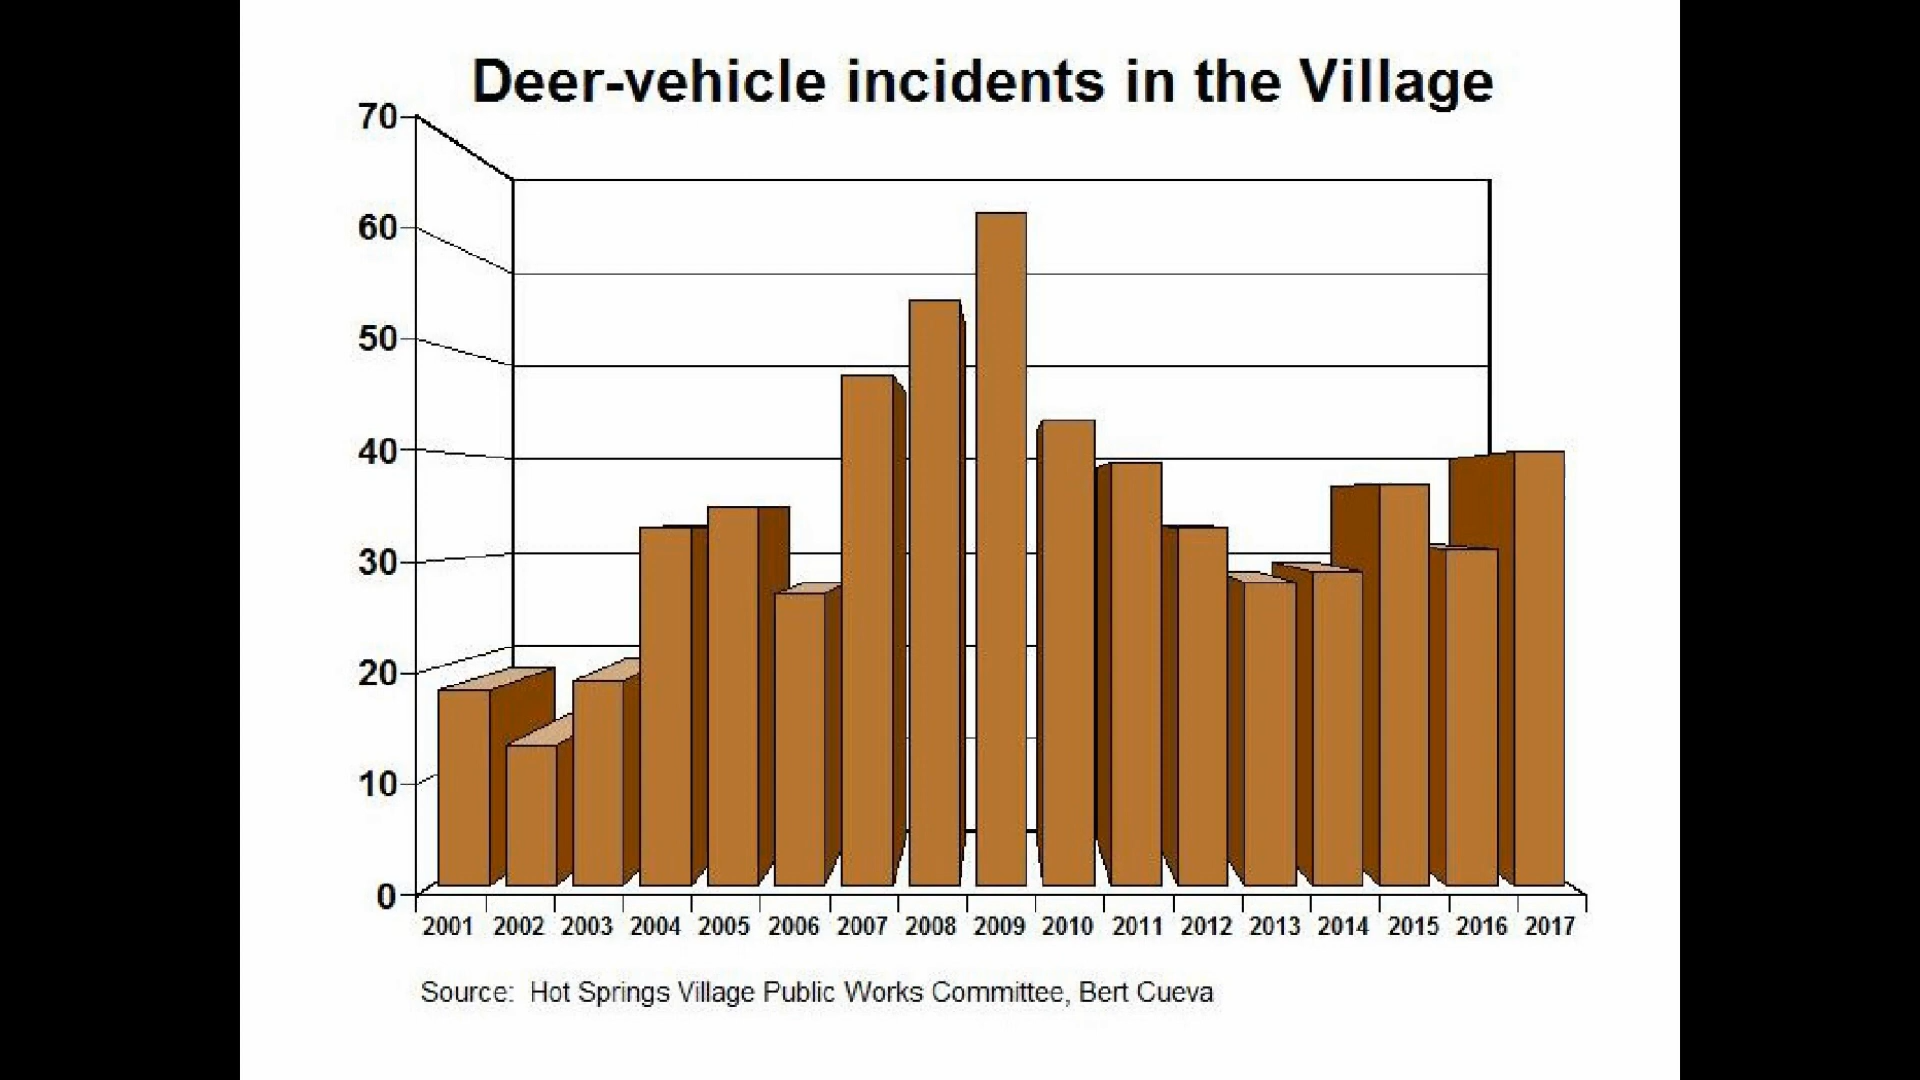 Deer-vehicle incidents in the Village
70
60
50
40
30
20
10
0
2001 2002 2003 2004 2005 2006 2007 2008 2009 2010 2011 2012 2013 2014 2015 2016 2017
Source: Hot Springs Village Public Works Committee, Bert Cueva